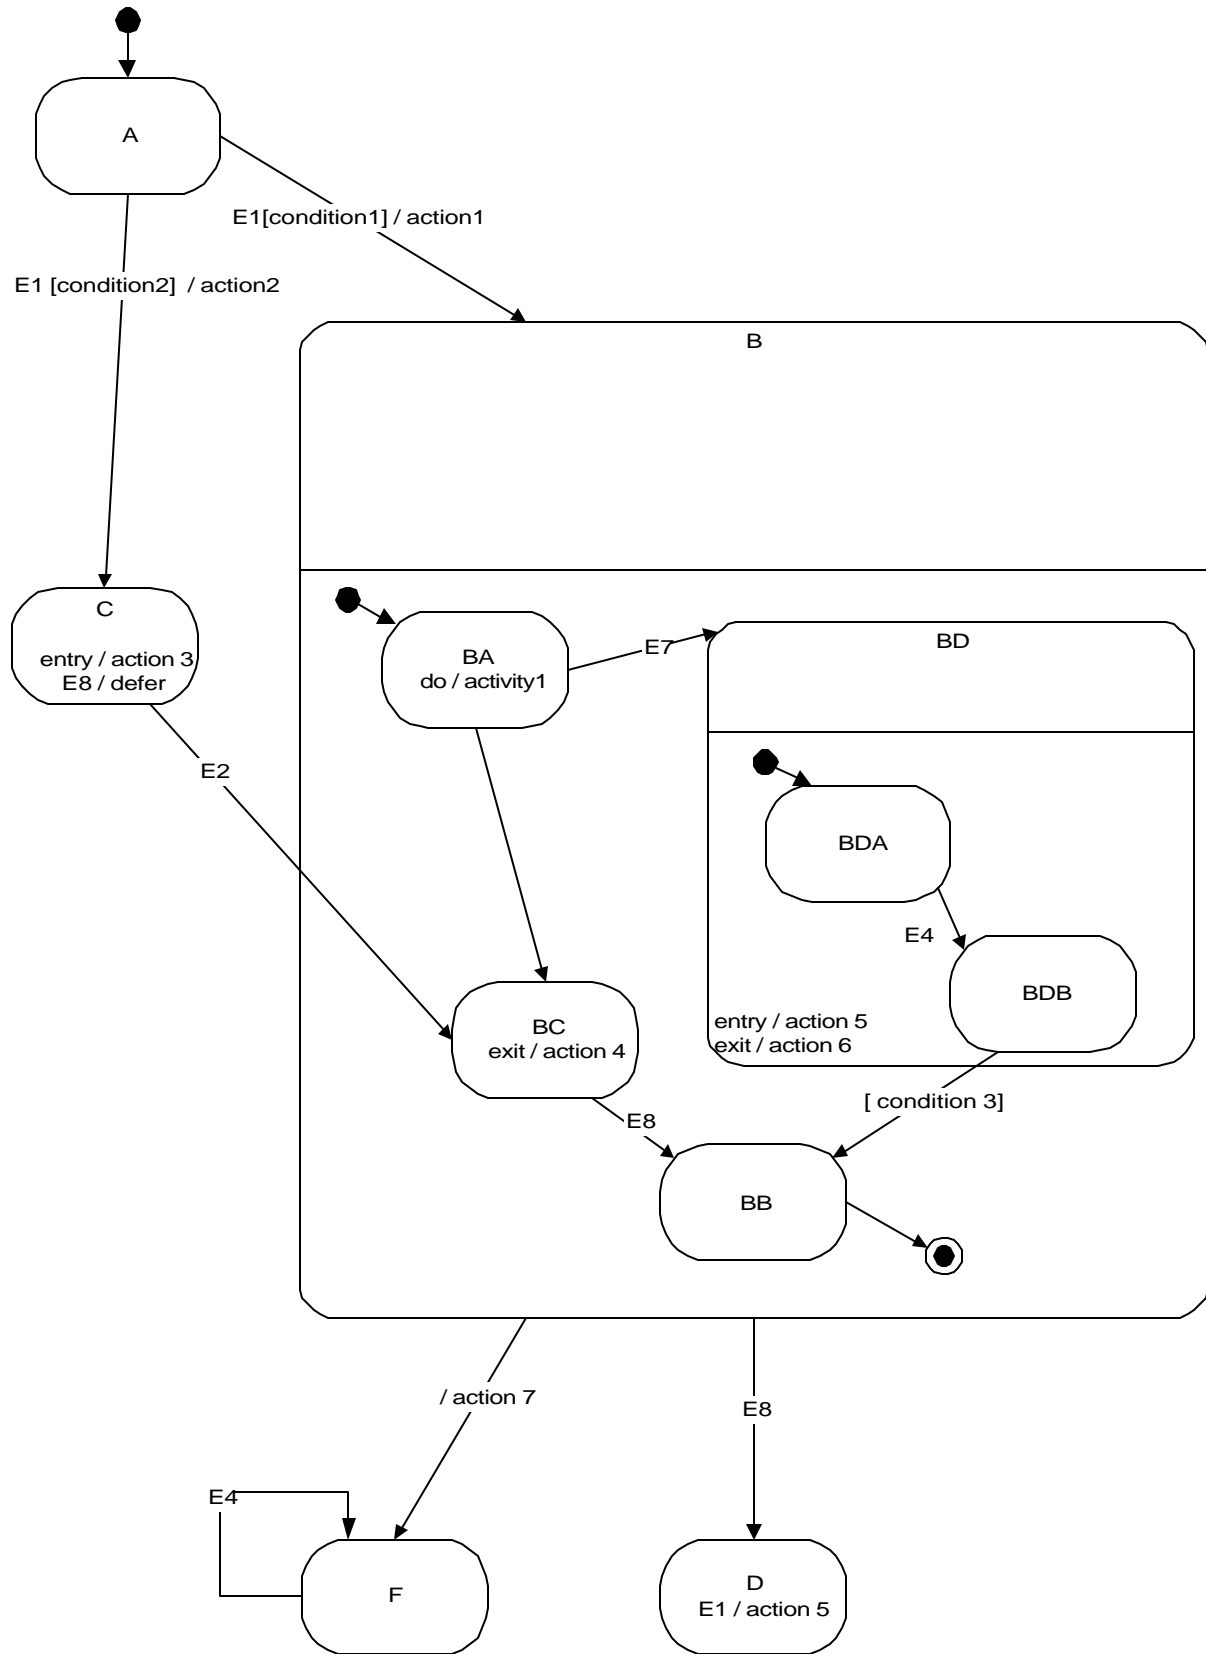 A
E1[condition1] / action1
E1 [condition2] / action2
B
C
entry / action 3
E8 / defer
BA
do / activity1
E7
BD
E2
BDA
E4
BDB
BC
exit / action 4
entry / action 5
exit / action 6
[ condition 3]
E8
BB
/ action 7
E8
E4
F
D
E1 / action 5